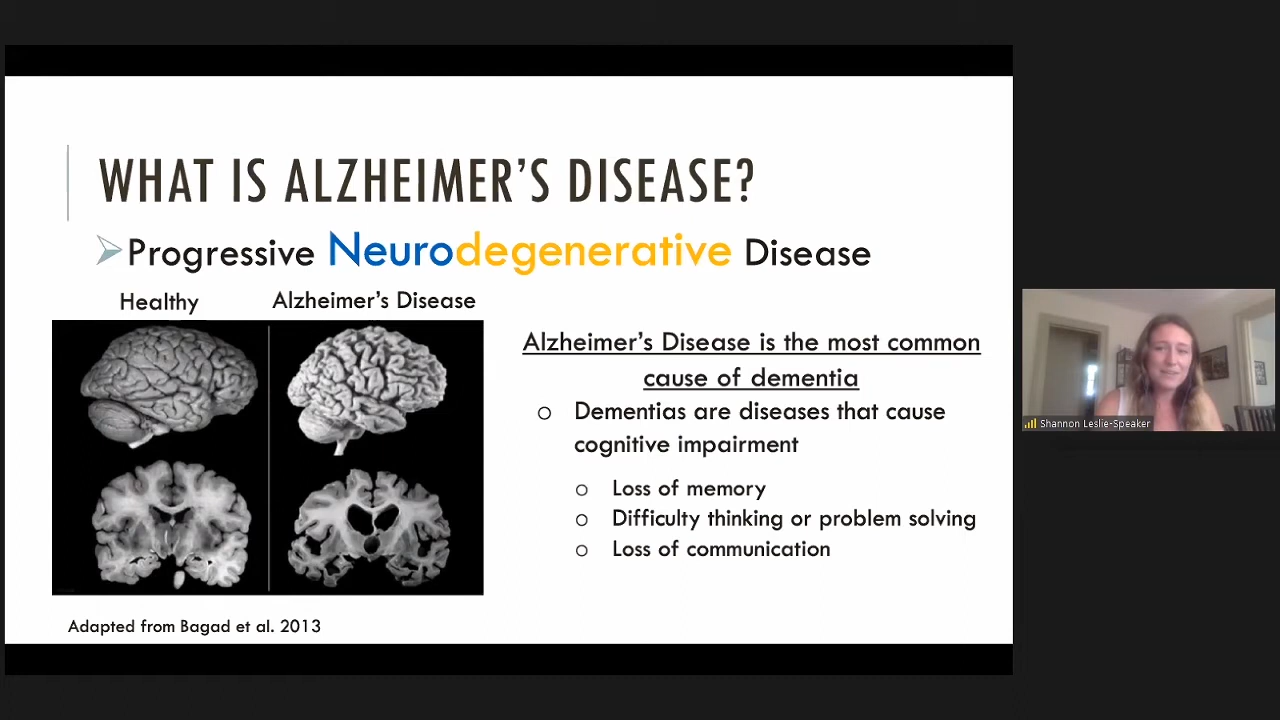 WHAT IS ALZHEIMER'S DISEASE?
Progressive Neurodegenerative Disease
Healthy
Alzheimer's Disease
Alzheimer's Disease is the most common
cause of dementia
Dementias are diseases that cause
cognitive impairment
Loss of memory
Difficulty thinking or problem solving
Loss of communication
Adapted from Bagad et al. 2013
Shannon Leslie-Speaker